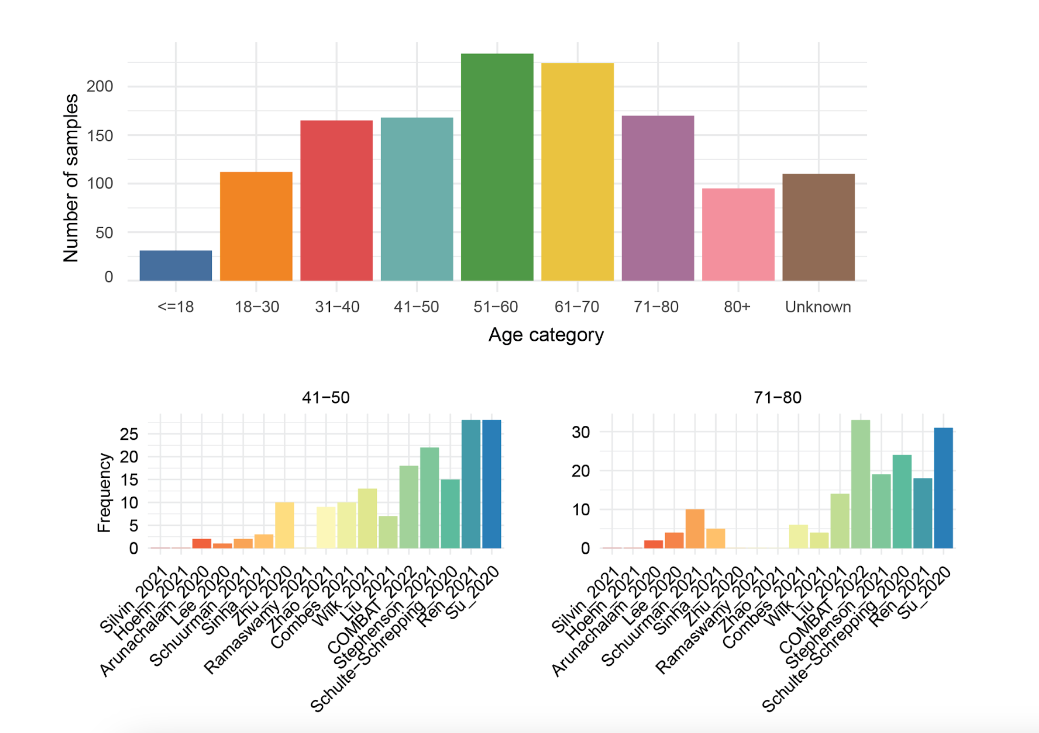 Number of samples
200
150
100
50
0
<=18 18−30 31−40 41−50 51−60 61−70 71−80 80+ Unknown
Age category
41−50
Frequency
25
20
15
10
5
0
Silvin_2021
Hoehn_2021
Arunachalam_2020
Lee_2020
Schuurman_2021
Sinha_2021
Zhu_2020
Ramaswamy_2021
Zhao_2021
Combes_2021
Wilk_2021
Liu_2021
COMBAT_2022
Stephenson_2021
Schulte−Schrepping_2020
Ren_2021
Su_2020
71−80
30
20
10
0
Silvin_2021
Hoehn_2021
Arunachalam_2020
Lee_2020
Schuurman_2021
Sinha_2021
Zhu_2020
Ramaswamy_2021
Zhao_2021
Combes_2021
Wilk_2021
Liu_2021
COMBAT_2022
Stephenson_2021
Schulte−Schrepping_2020
Ren_2021
Su_2020